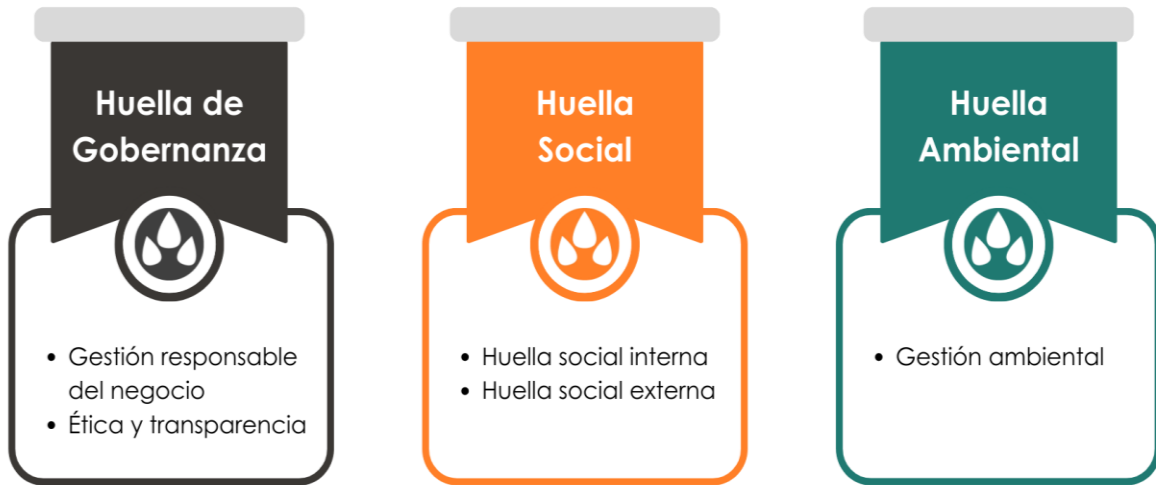 Huella de
Gobernanza
• Gestión responsable
del negocio
• Ética y transparencia
Huella
Social
• Huella social interna
• Huella social externa
Huella
Ambiental
• Gestión ambiental